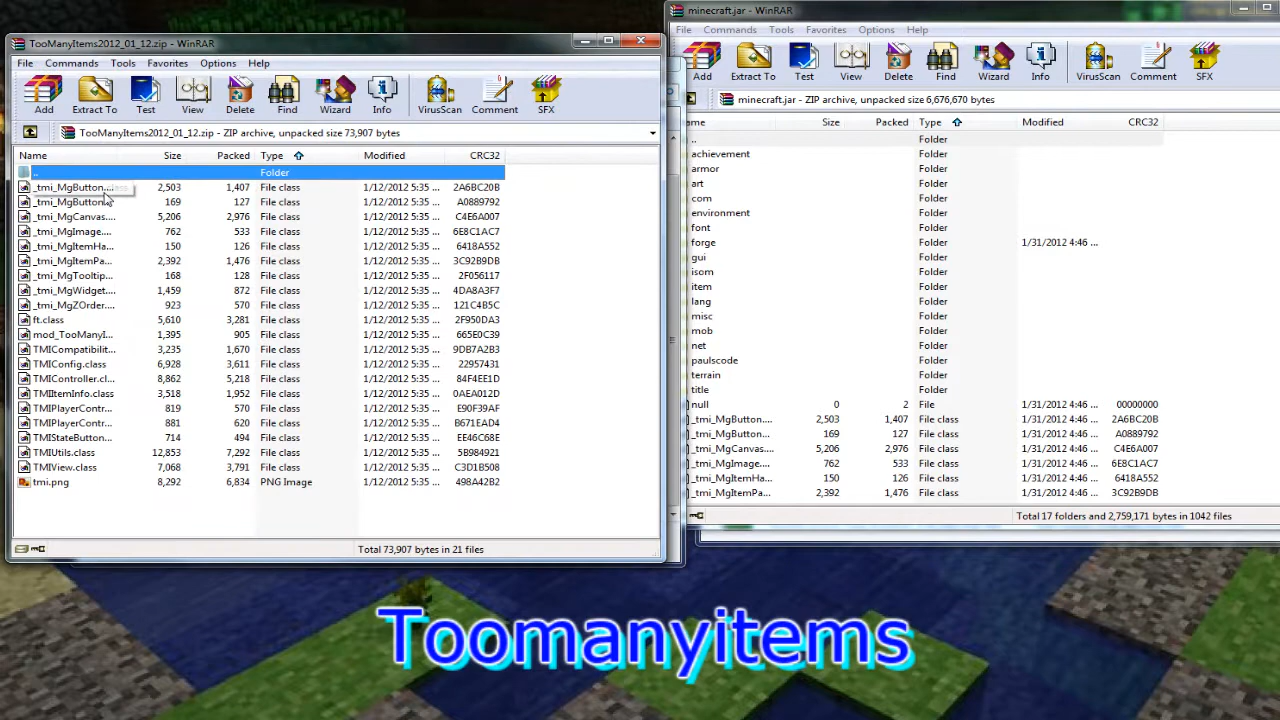 minecraft.jar - WinRAR
File Commands Tools Favorites Options Help
Add Extract To Test View Delete Find Wizard Info VirusScan Comment SFX
minecraft.jar - ZIP archive, unpacked size 6,676,670 bytes
ame Size Packed Type Modified CRC32
.. Folder
achievement Folder
armor Folder
art Folder
com Folder
environment Folder
font Folder
forge Folder 1/31/2012 4:46 ...
gui Folder
isom Folder
item Folder
lang Folder
misc Folder
mob Folder
net Folder
paulscode Folder
terrain Folder
title Folder
null 0 2 File 1/31/2012 4:46 ... 00000000
_tmi_MgButton.... 2,503 1,407 File class 1/31/2012 4:46 ... 2A6BC20B
_tmi_MgButton... 169 127 File class 1/31/2012 4:46 ... A0889792
_tmi_MgCanvas.... 5,206 2,976 File class 1/31/2012 4:46 ... C4E6A007
_tmi_MgImage.... 762 533 File class 1/31/2012 4:46 ... 6E8C1AC7
_tmi_MgItemHa... 150 126 File class 1/31/2012 4:46 ... 6418A552
_tmi_MgItemPa... 2,392 1,476 File class 1/31/2012 4:46 ... 3C92B9DB
Total 17 folders and 2,759,171 bytes in 1042 files
TooManyItems2012_01_12.zip - WinRAR
File Commands Tools Favorites Options Help
Add Extract To Test View Delete Find Wizard Info VirusScan Comment SFX
TooManyItems2012_01_12.zip - ZIP archive, unpacked size 73,907 bytes
Name Size Packed Type Modified CRC32
.. Folder
_tmi_MgButton....class 2,503 1,407 File class 1/12/2012 5:35 ... 2A6BC20B
_tmi_MgButton... 169 127 File class 1/12/2012 5:35 ... A0889792
_tmi_MgCanvas.... 5,206 2,976 File class 1/12/2012 5:35 ... C4E6A007
_tmi_MgImage.... 762 533 File class 1/12/2012 5:35 ... 6E8C1AC7
_tmi_MgItemHa... 150 126 File class 1/12/2012 5:35 ... 6418A552
_tmi_MgItemPa... 2,392 1,476 File class 1/12/2012 5:35 ... 3C92B9DB
_tmi_MgTooltip... 168 128 File class 1/12/2012 5:35 ... 2F056117
_tmi_MgWidget... 1,459 872 File class 1/12/2012 5:35 ... 4DA8A3F7
_tmi_MgZOrder.... 923 570 File class 1/12/2012 5:35 ... 121C4B5C
ft.class 5,610 3,281 File class 1/12/2012 5:35 ... 2F950DA3
mod_TooManyI... 1,395 905 File class 1/12/2012 5:35 ... 665E0C39
TMICompatibilit... 3,235 1,670 File class 1/12/2012 5:35 ... 9DB7A2B3
TMIConfig.class 6,928 3,611 File class 1/12/2012 5:35 ... 22957431
TMIController.cl... 8,862 5,218 File class 1/12/2012 5:35 ... 84F4EE1D
TMIItemInfo.class 3,518 1,952 File class 1/12/2012 5:35 ... 0AEA012D
TMIPlayerContr... 819 570 File class 1/12/2012 5:35 ... E90F39AF
TMIPlayerContr... 881 620 File class 1/12/2012 5:35 ... B671EAD4
TMIStateButton... 714 494 File class 1/12/2012 5:35 ... EE46C68E
TMIUtils.class 12,853 7,292 File class 1/12/2012 5:35 ... 5B984921
TMIView.class 7,068 3,791 File class 1/12/2012 5:35 ... C3D1B508
tmi.png 8,292 6,834 PNG Image 1/12/2012 5:35 ... 498A42B2
Total 73,907 bytes in 21 files
Toomanyitems